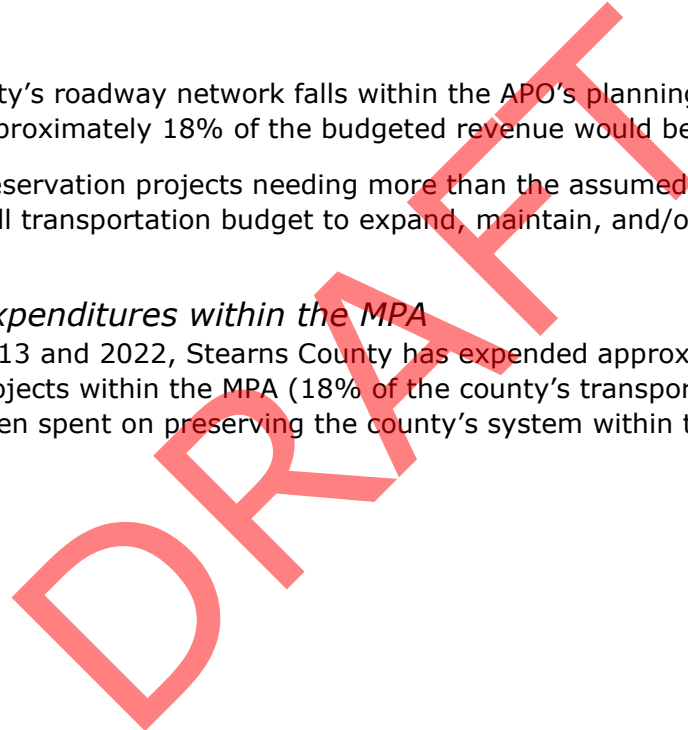 ty's roadway network falls within the APO's planning
proximately 18% of the budgeted revenue would be
eservation projects needing more than the assumed
ll transportation budget to expand, maintain, and/o
xpenditures within the MPA
13 and 2022, Stearns County has expended approx
ojects within the MPA (18% of the county's transpor
en spent on preserving the county's system within t
DRAFT